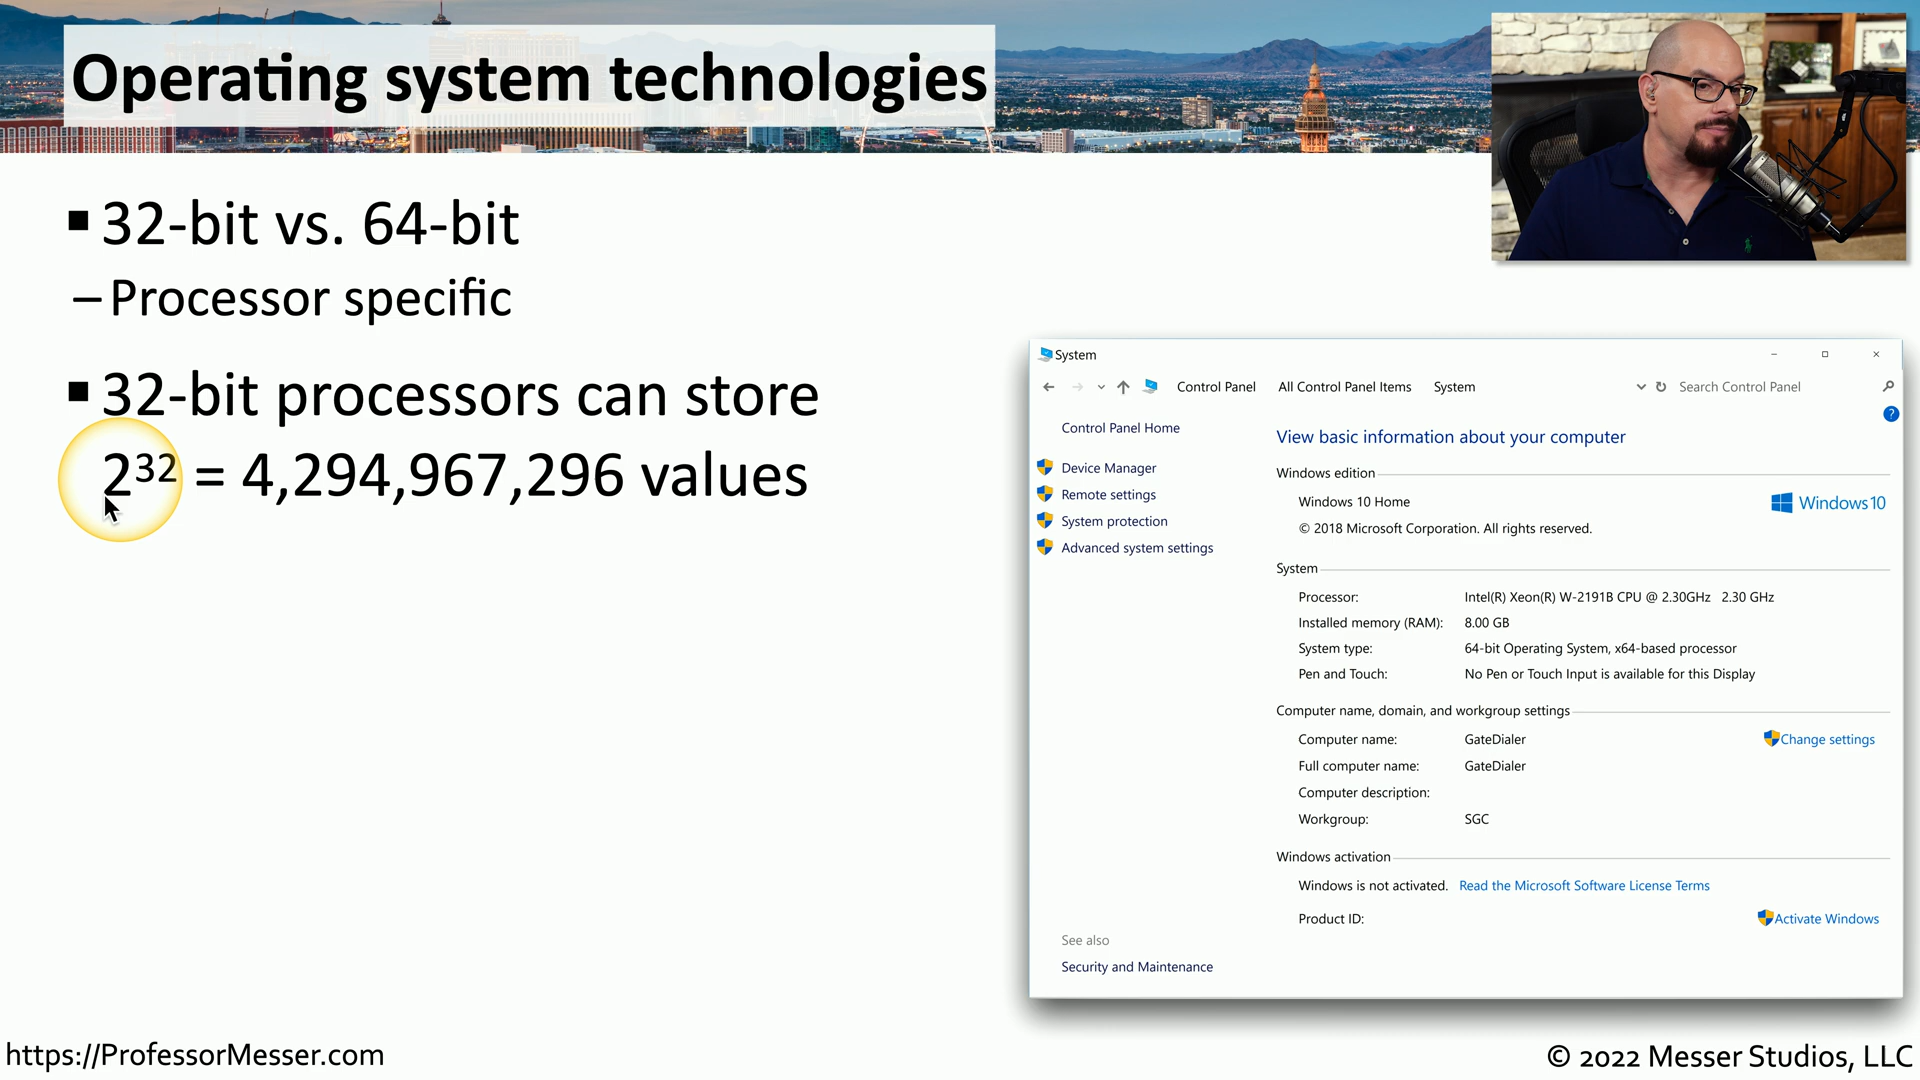 Operating system technologies
▪ 32-bit vs. 64-bit
– Processor specific
▪ 32-bit processors can store
2³² = 4,294,967,296 values
System
Control Panel All Control Panel Items System Search Control Panel
?
Control Panel Home
Device Manager
Remote settings
System protection
Advanced system settings
See also
Security and Maintenance
View basic information about your computer
Windows edition
Windows 10 Home
© 2018 Microsoft Corporation. All rights reserved.
Windows 10
System
Processor: Intel(R) Xeon(R) W-2191B CPU @ 2.30GHz 2.30 GHz
Installed memory (RAM): 8.00 GB
System type: 64-bit Operating System, x64-based processor
Pen and Touch: No Pen or Touch Input is available for this Display
Computer name, domain, and workgroup settings
Computer name: GateDialer Change settings
Full computer name: GateDialer
Computer description:
Workgroup: SGC
Windows activation
Windows is not activated. Read the Microsoft Software License Terms
Product ID: Activate Windows
https://ProfessorMesser.com
© 2022 Messer Studios, LLC